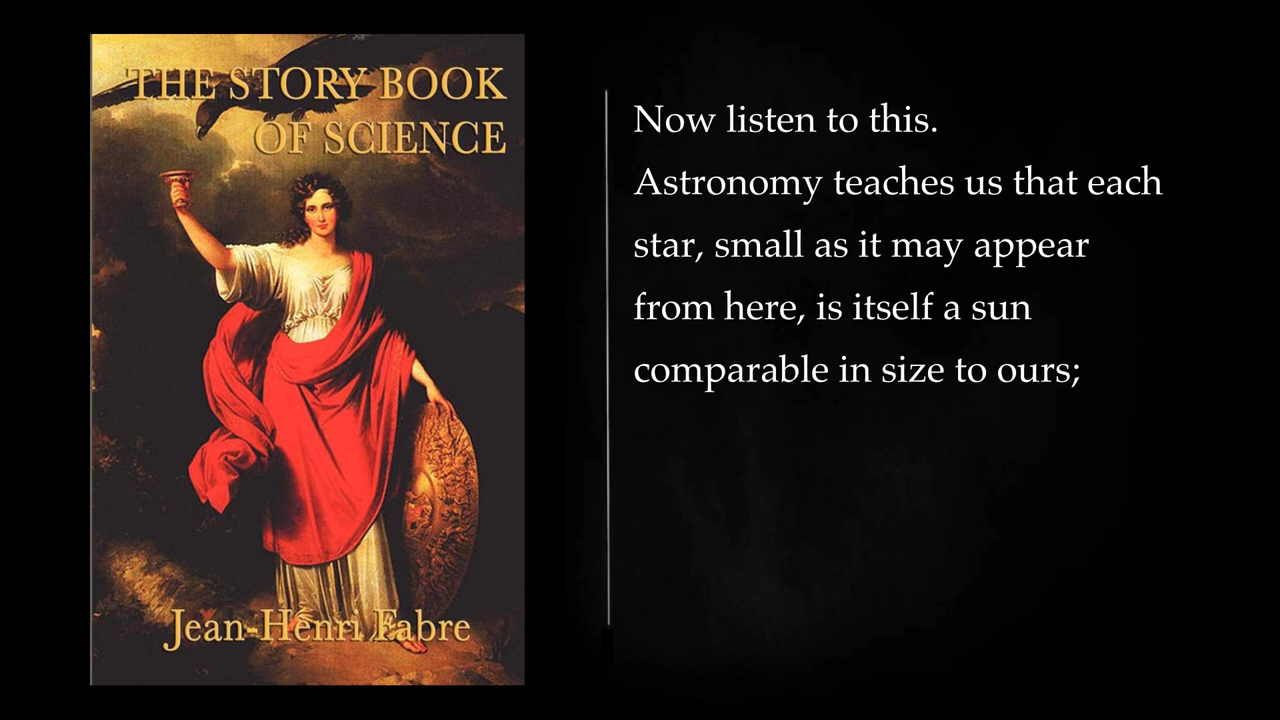 THE STORY BOOK
OF SCIENCE
Jean-Henri Fabre
Now listen to this.
Astronomy teaches us that each
star, small as it may appear
from here, is itself a sun
comparable in size to ours;